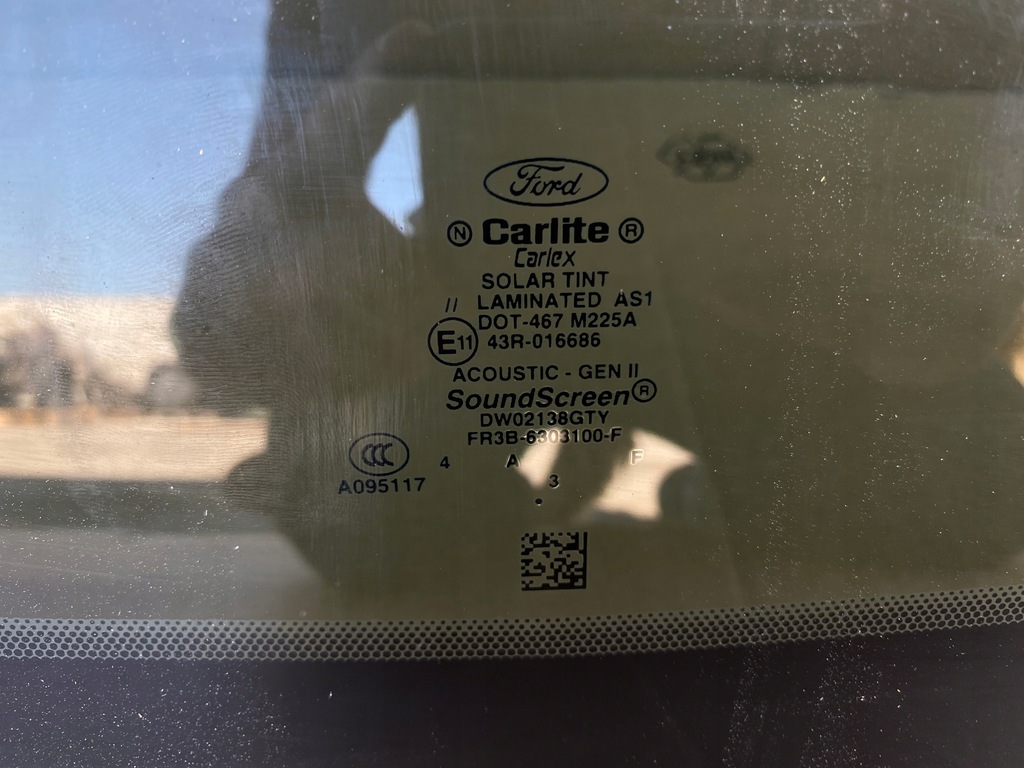 Ford
N Carlite ®
Carlex
SOLAR TINT
// LAMINATED AS1
DOT-467 M225A
E11 43R-016686
ACOUSTIC - GEN II
SoundScreen®
DW02138GTY
FR3B-6303100-F
CCC
A095117
4 A F
3